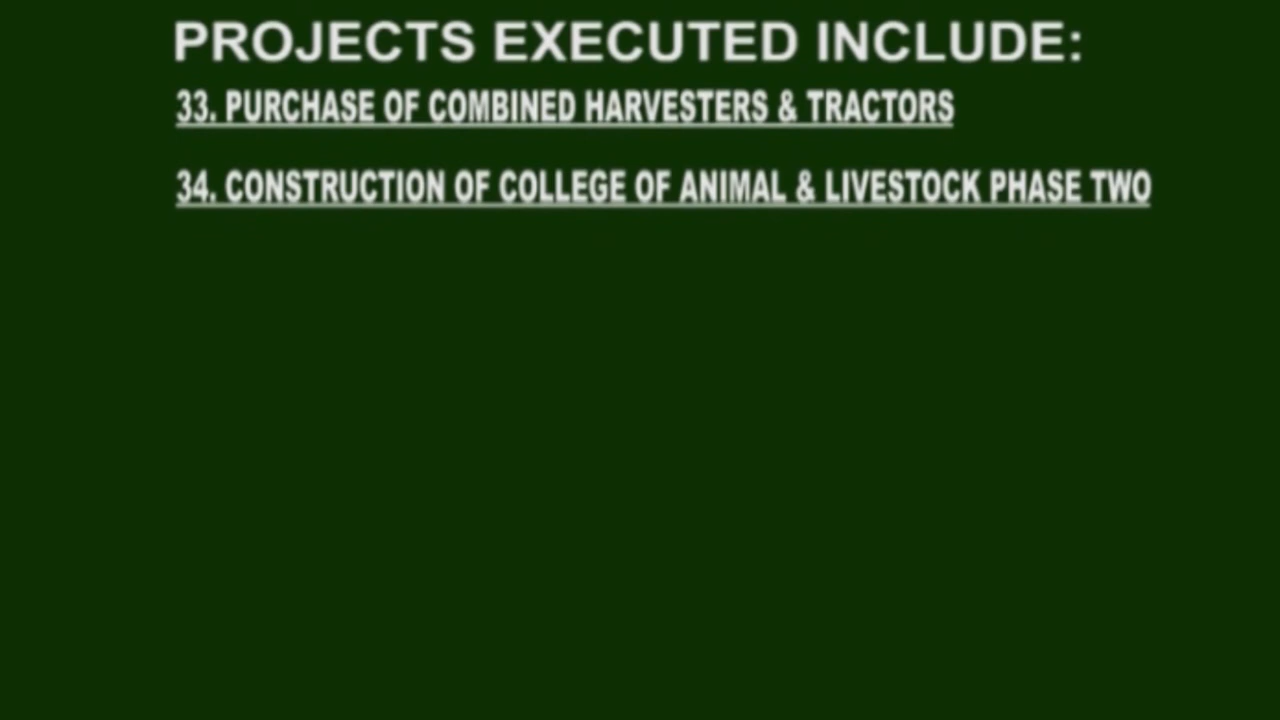 PROJECTS EXECUTED INCLUDE:
33. PURCHASE OF COMBINED HARVESTERS & TRACTORS
34. CONSTRUCTION OF COLLEGE OF ANIMAL & LIVESTOCK PHASE TWO